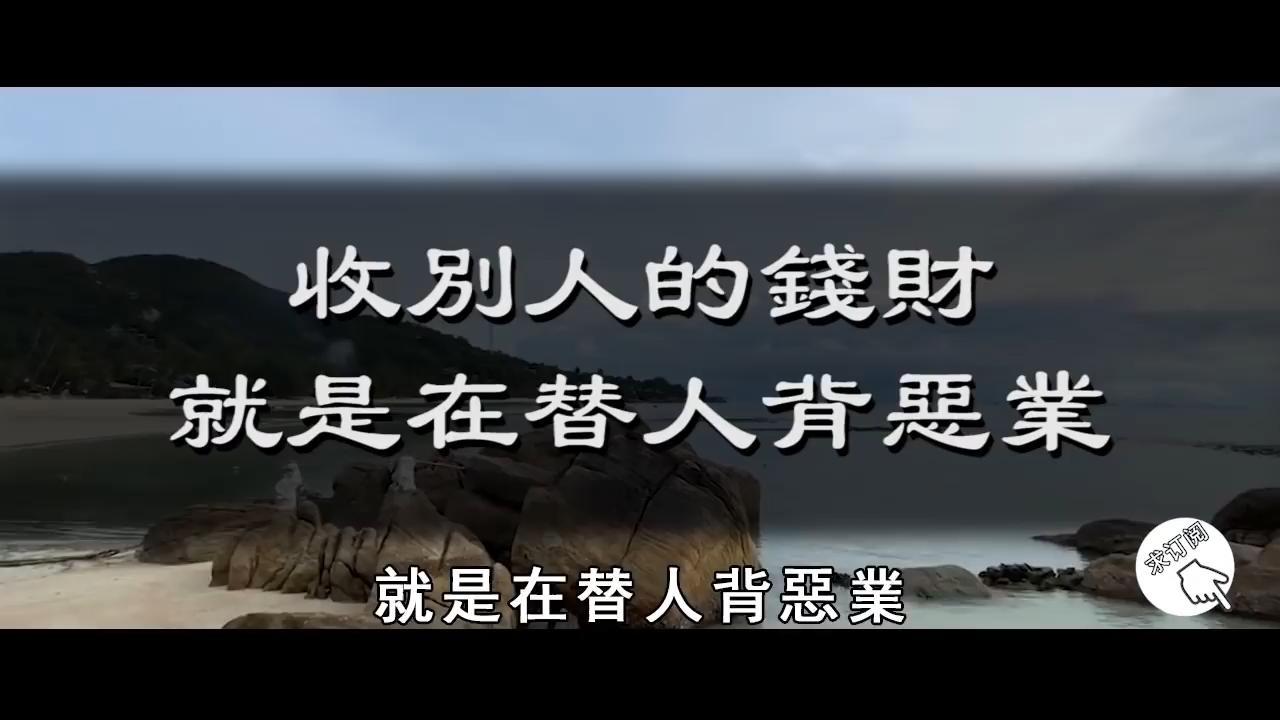 收別人的錢財
就是在替人背惡業
就是在替人背惡業
求订阅